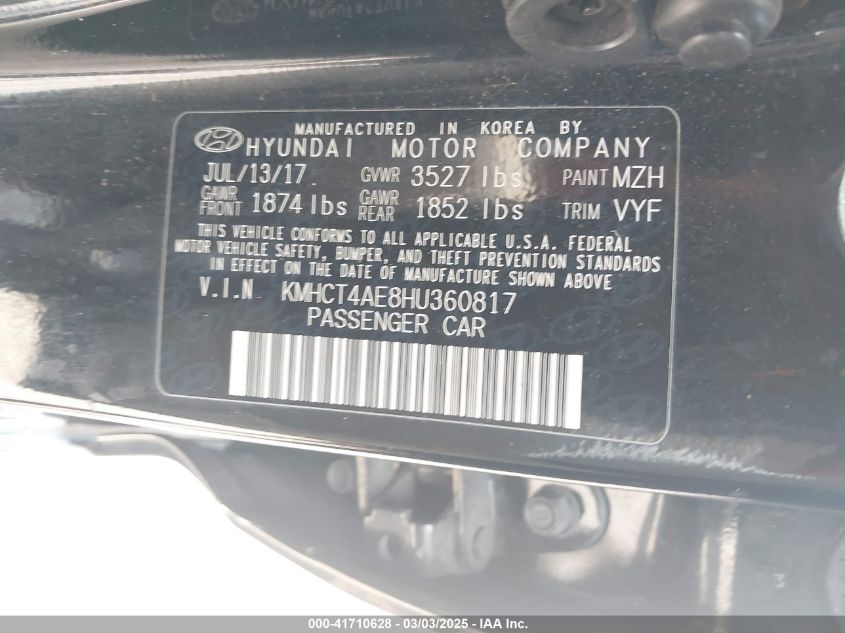 MANUFACTURED IN KOREA BY
HYUNDAI MOTOR COMPANY
JUL/13/17 GVWR 3527 lbs PAINT MZH
GAWR FRONT 1874 lbs GAWR REAR 1852 lbs TRIM VYF
THIS VEHICLE CONFORMS TO ALL APPLICABLE U.S.A. FEDERAL
MOTOR VEHICLE SAFETY, BUMPER, AND THEFT PREVENTION STANDARDS
IN EFFECT ON THE DATE OF MANUFACTURE SHOWN ABOVE
V.I.N KMHCT4AE8HU360817
PASSENGER CAR
000-41710628 - 03/03/2025 - IAAI Inc.